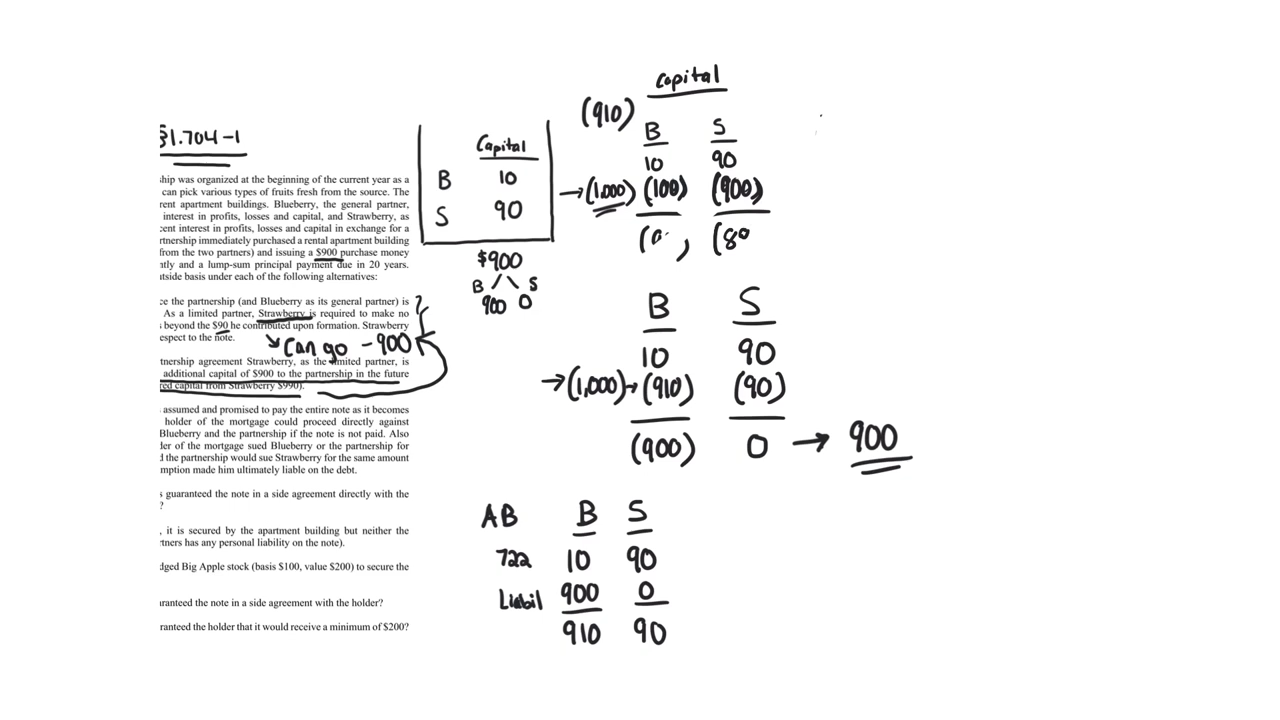 §1.704-1
ship was organized at the beginning of the current year as a
can pick various types of fruits fresh from the source. The
rent apartment buildings. Blueberry, the general partner,
interest in profits, losses and capital, and Strawberry, as
cent interest in profits, losses and capital in exchange for a
rtnership immediately purchased a rental apartment building
from the two partners) and issuing a $900 purchase money
ntly and a lump-sum principal payment due in 20 years.
utside basis under each of the following alternatives:
ce the partnership (and Blueberry as its general partner) is
As a limited partner, Strawberry is required to make no
s beyond the $90 he contributed upon formation. Strawberry
espect to the note.
can go -900
?
tnership agreement Strawberry, as the limited partner, is
additional capital of $900 to the partnership in the future
red capital from Strawberry $990).
assumed and promised to pay the entire note as it becomes
holder of the mortgage could proceed directly against
Blueberry and the partnership if the note is not paid. Also
der of the mortgage sued Blueberry or the partnership for
d the partnership would sue Strawberry for the same amount
mption made him ultimately liable on the debt.
s guaranteed the note in a side agreement directly with the
?
, it is secured by the apartment building but neither the
rtners has any personal liability on the note).
dged Big Apple stock (basis $100, value $200) to secure the
aranteed the note in a side agreement with the holder?
ranteed the holder that it would receive a minimum of $200?
Capital
B 10
S 90
$900
B S
900 0
Capital
(910)
B S
10 90
→ (1,000) (100) (900)
(0 , (80
B S
10 90
→ (1,000) → (910) (90)
(900) 0 → 900
AB B S
722 10 90
Liabil 900 0
910 90